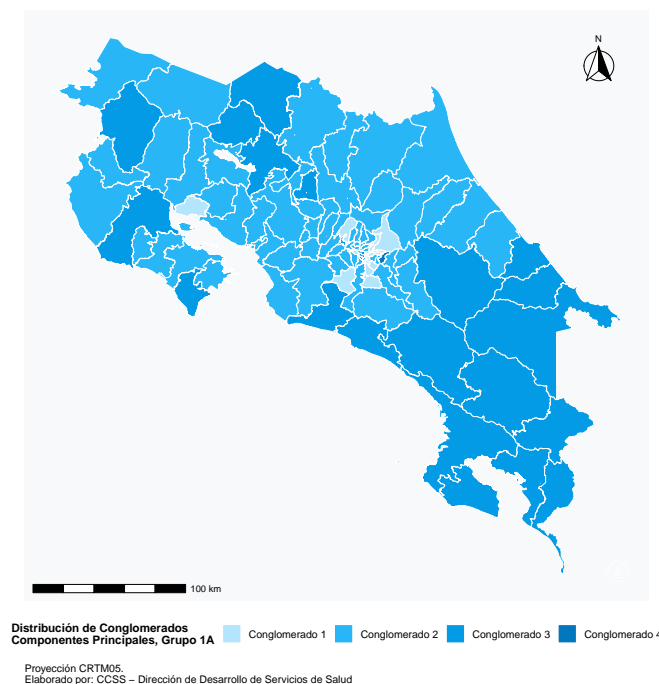 N
100 km
Distribución de Conglomerados
Componentes Principales, Grupo 1A
Conglomerado 1
Conglomerado 2
Conglomerado 3
Conglomerado 4
Proyección CRTM05.
Elaborado por: CCSS – Dirección de Desarrollo de Servicios de Salud